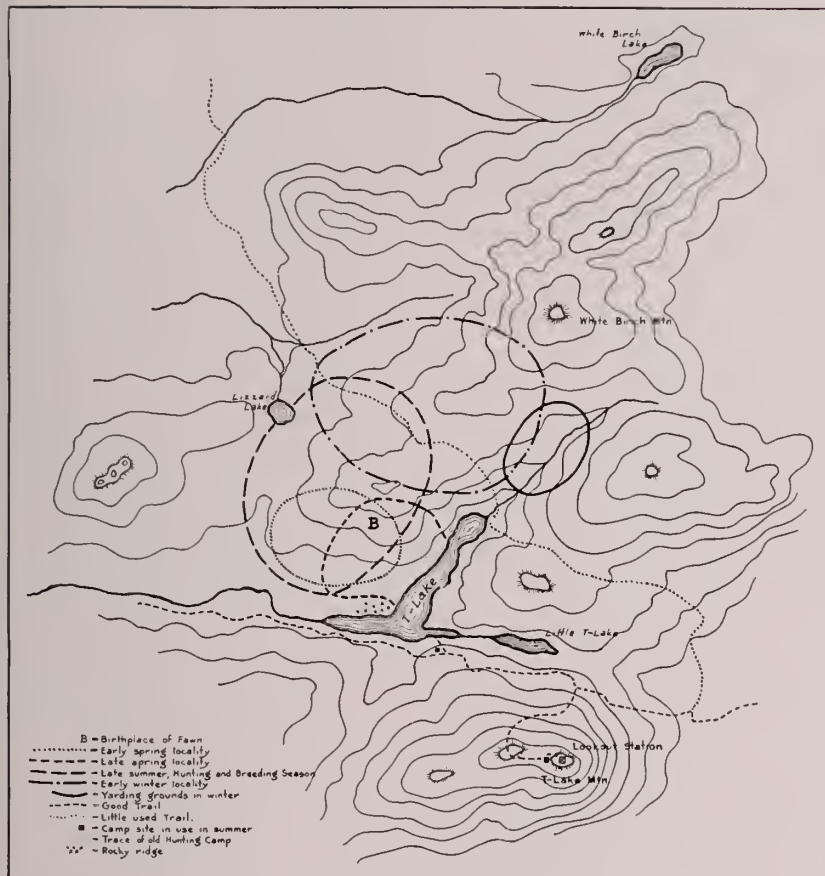 White Birch
Lake
White Birch Mtn.
Lizzard
Lake
B
T-Lake
Little T-Lake
Lookout Station
T-Lake Mtn.
B - Birthplace of Fawn
- Early spring locality
- Late spring locality
- Late summer, Hunting and Breeding Season
- Early winter locality
- Yarding grounds in winter
- Good Trail
- Little used Trail.
- Camp site in use in summer
- Trace of old Hunting Camp
- Rocky ridge